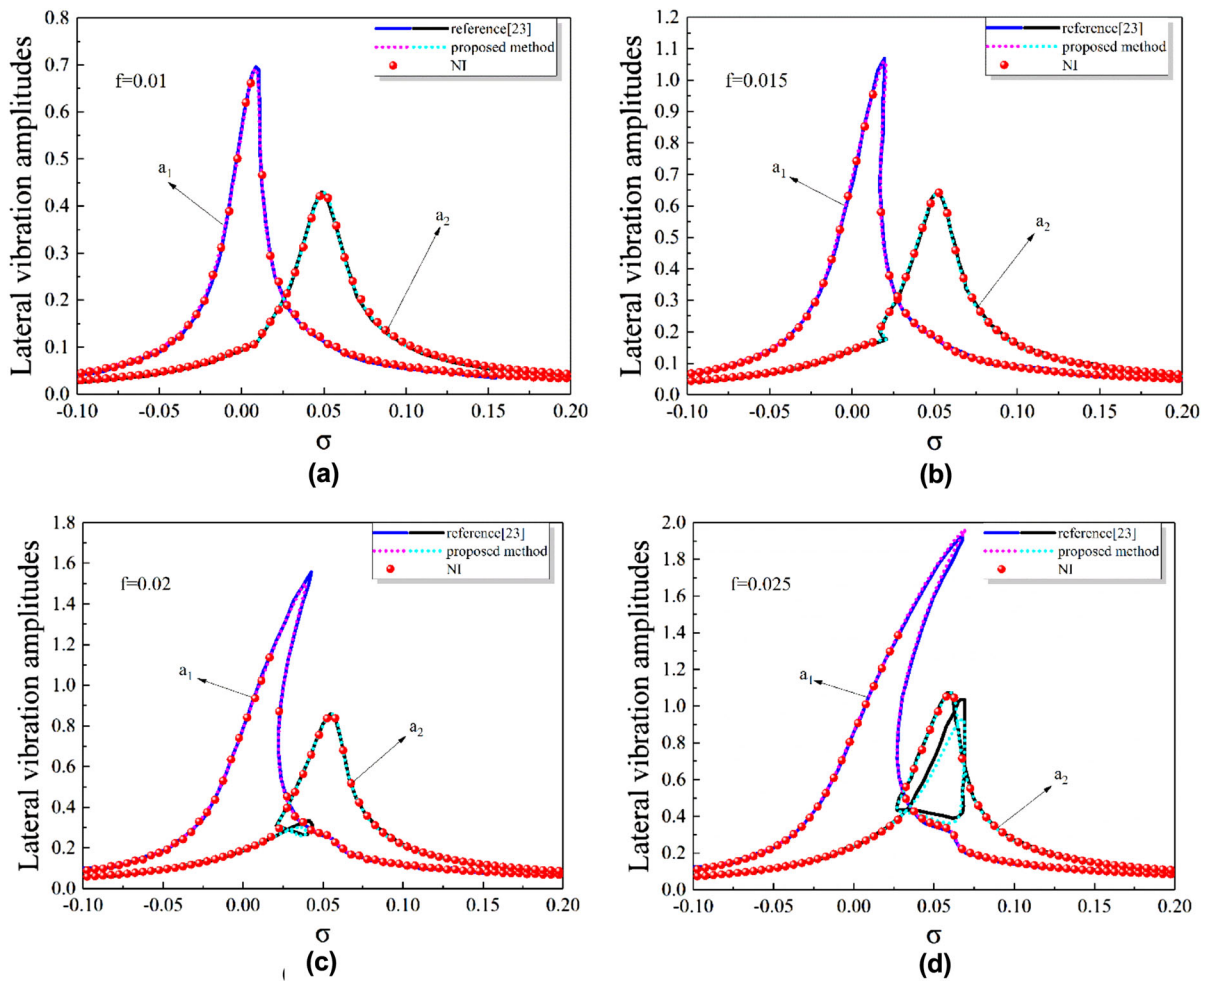 Lateral vibration amplitudes
0.8
0.7
0.6
0.5
0.4
0.3
0.2
0.1
0.0
reference[23]
proposed method
NI
f=0.01
a1
a2
-0.10 -0.05 0.00 0.05 0.10 0.15 0.20
σ
(a)
Lateral vibration amplitudes
1.2
1.1
1.0
0.9
0.8
0.7
0.6
0.5
0.4
0.3
0.2
0.1
0.0
reference[23]
proposed method
NI
f=0.015
a1
a2
-0.10 -0.05 0.00 0.05 0.10 0.15 0.20
σ
(b)
Lateral vibration amplitudes
1.8
1.6
1.4
1.2
1.0
0.8
0.6
0.4
0.2
0.0
reference[23]
proposed method
NI
f=0.02
a1
a2
-0.10 -0.05 0.00 0.05 0.10 0.15 0.20
σ
(c)
Lateral vibration amplitudes
2.0
1.8
1.6
1.4
1.2
1.0
0.8
0.6
0.4
0.2
0.0
reference[23]
proposed method
NI
f=0.025
a1
a2
-0.10 -0.05 0.00 0.05 0.10 0.15 0.20
σ
(d)